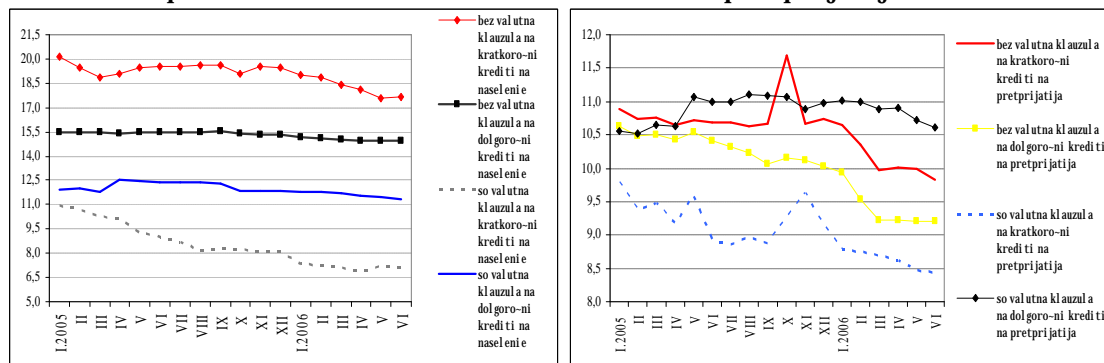 21,5
20,0
18,5
17,0
15,5
14,0
12,5
11,0
9,5
8,0
6,5
5,0
I.2005
II
III
IV
V
VI
VII
VIII
IX
X
XI
XII
I.2006
II
III
IV
V
VI
bez valutna
klauzula na
kratkoro~ni
krediti na
naselenie
bez valutna
klauzula na
dolgoro~ni
krediti na
naselenie
so valutna
klauzula na
kratkoro~ni
krediti na
naselenie
so valutna
klauzula na
dolgoro~ni
krediti na
naselenie
12,0
11,5
11,0
10,5
10,0
9,5
9,0
8,5
8,0
I.2005
II
III
IV
V
VI
VII
VIII
IX
X
XI
XII
I.2006
II
III
IV
V
VI
bez valutna klauzula
na kratkoro~ni
krediti na
pretprijatija
bez valutna klauzula
na dolgoro~ni krediti
na pretprijatija
so valutna klauzula
na kratkoro~ni
krediti na
pretprijatija
so valutna klauzula
na dolgoro~ni krediti
na pretprijatija